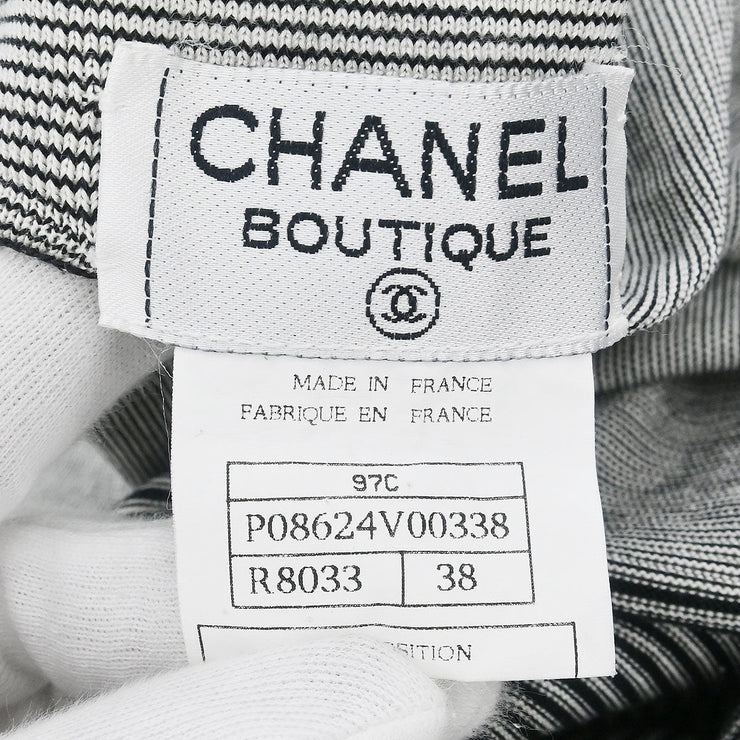 CHANEL
BOUTIQUE
MADE IN FRANCE
FABRIQUE EN FRANCE
97C
P08624V00338
R8033 38